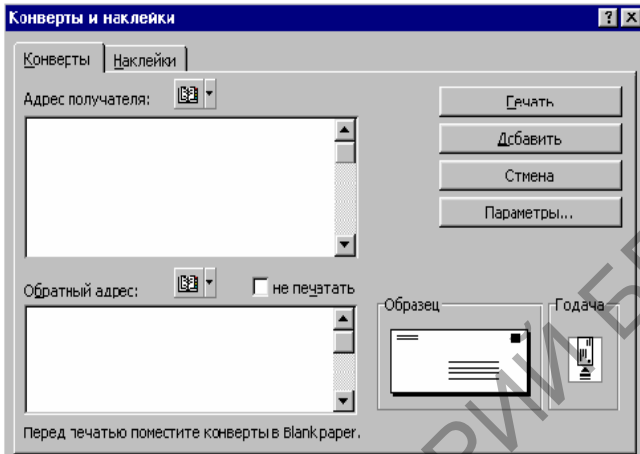 Конверты и наклейки
Конверты Наклейки
Адрес получателя:
Печать
Добавить
Отмена
Параметры...
Обратный адрес:
не печатать
Образец
Подача
Перед печатью поместите конверты в Blank paper.